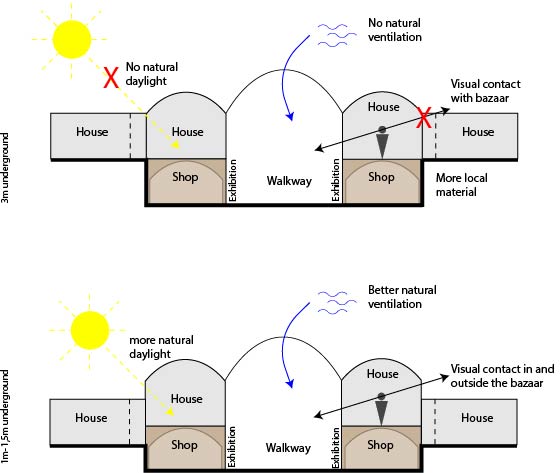 No natural
daylight
No natural
ventilation
Visual contact
with bazaar
House
House
House
House
Shop
Exhibition
Walkway
Exhibition
Shop
More local
material
3m underground
Better natural
ventilation
more natural
daylight
Visual contact in and
outside the bazaar
House
House
House
House
Shop
Exhibition
Walkway
Exhibition
Shop
1m-1,5m underground